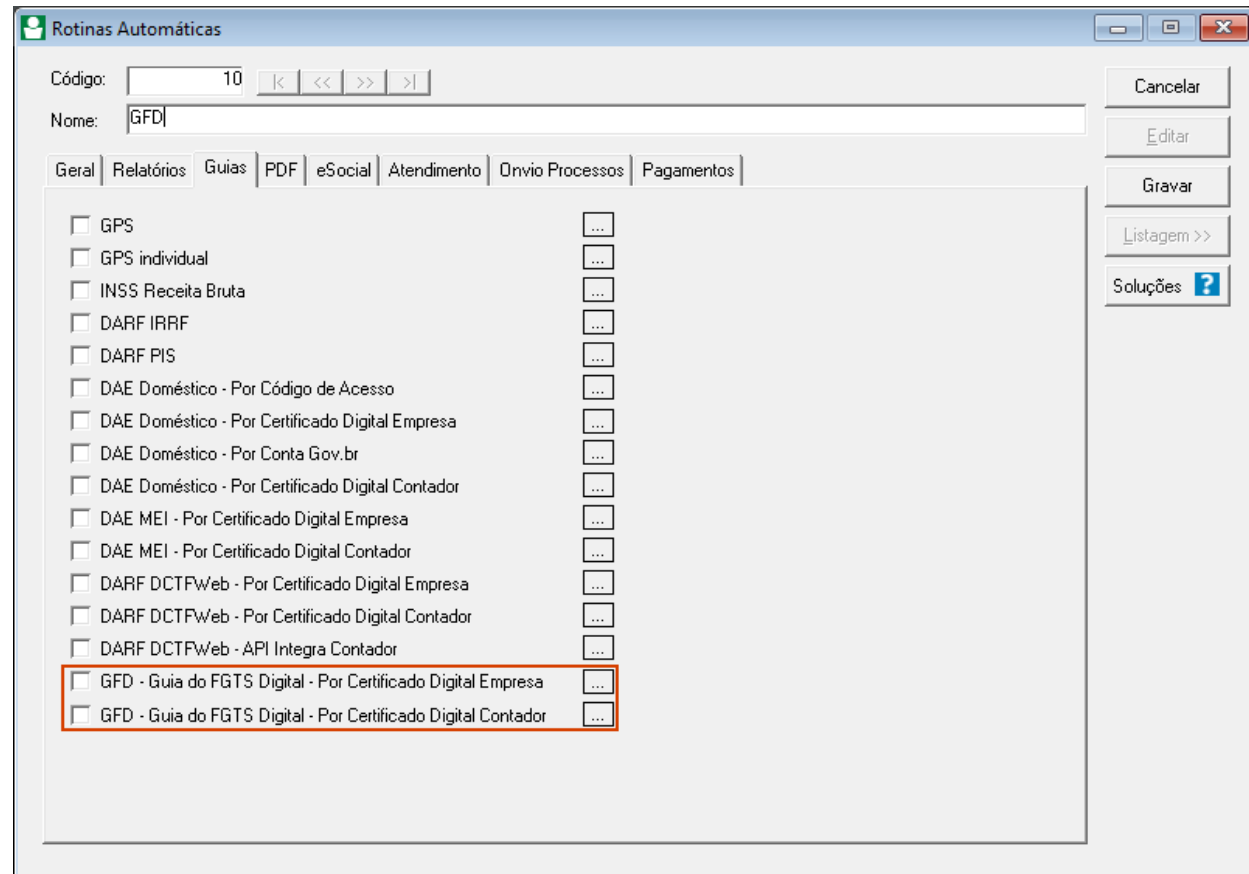 Rotinas Automáticas
Código: 10 |< << >> >|
Nome: GFD
Cancelar
Editar
Gravar
Listagem >>
Soluções ?
Geral Relatórios Guias PDF eSocial Atendimento Onvio Processos Pagamentos
GPS ...
GPS individual ...
INSS Receita Bruta ...
DARF IRRF ...
DARF PIS ...
DAE Doméstico - Por Código de Acesso ...
DAE Doméstico - Por Certificado Digital Empresa ...
DAE Doméstico - Por Conta Gov.br ...
DAE Doméstico - Por Certificado Digital Contador ...
DAE MEI - Por Certificado Digital Empresa ...
DAE MEI - Por Certificado Digital Contador ...
DARF DCTFWeb - Por Certificado Digital Empresa ...
DARF DCTFWeb - Por Certificado Digital Contador ...
DARF DCTFWeb - API Integra Contador ...
GFD - Guia do FGTS Digital - Por Certificado Digital Empresa ...
GFD - Guia do FGTS Digital - Por Certificado Digital Contador ...